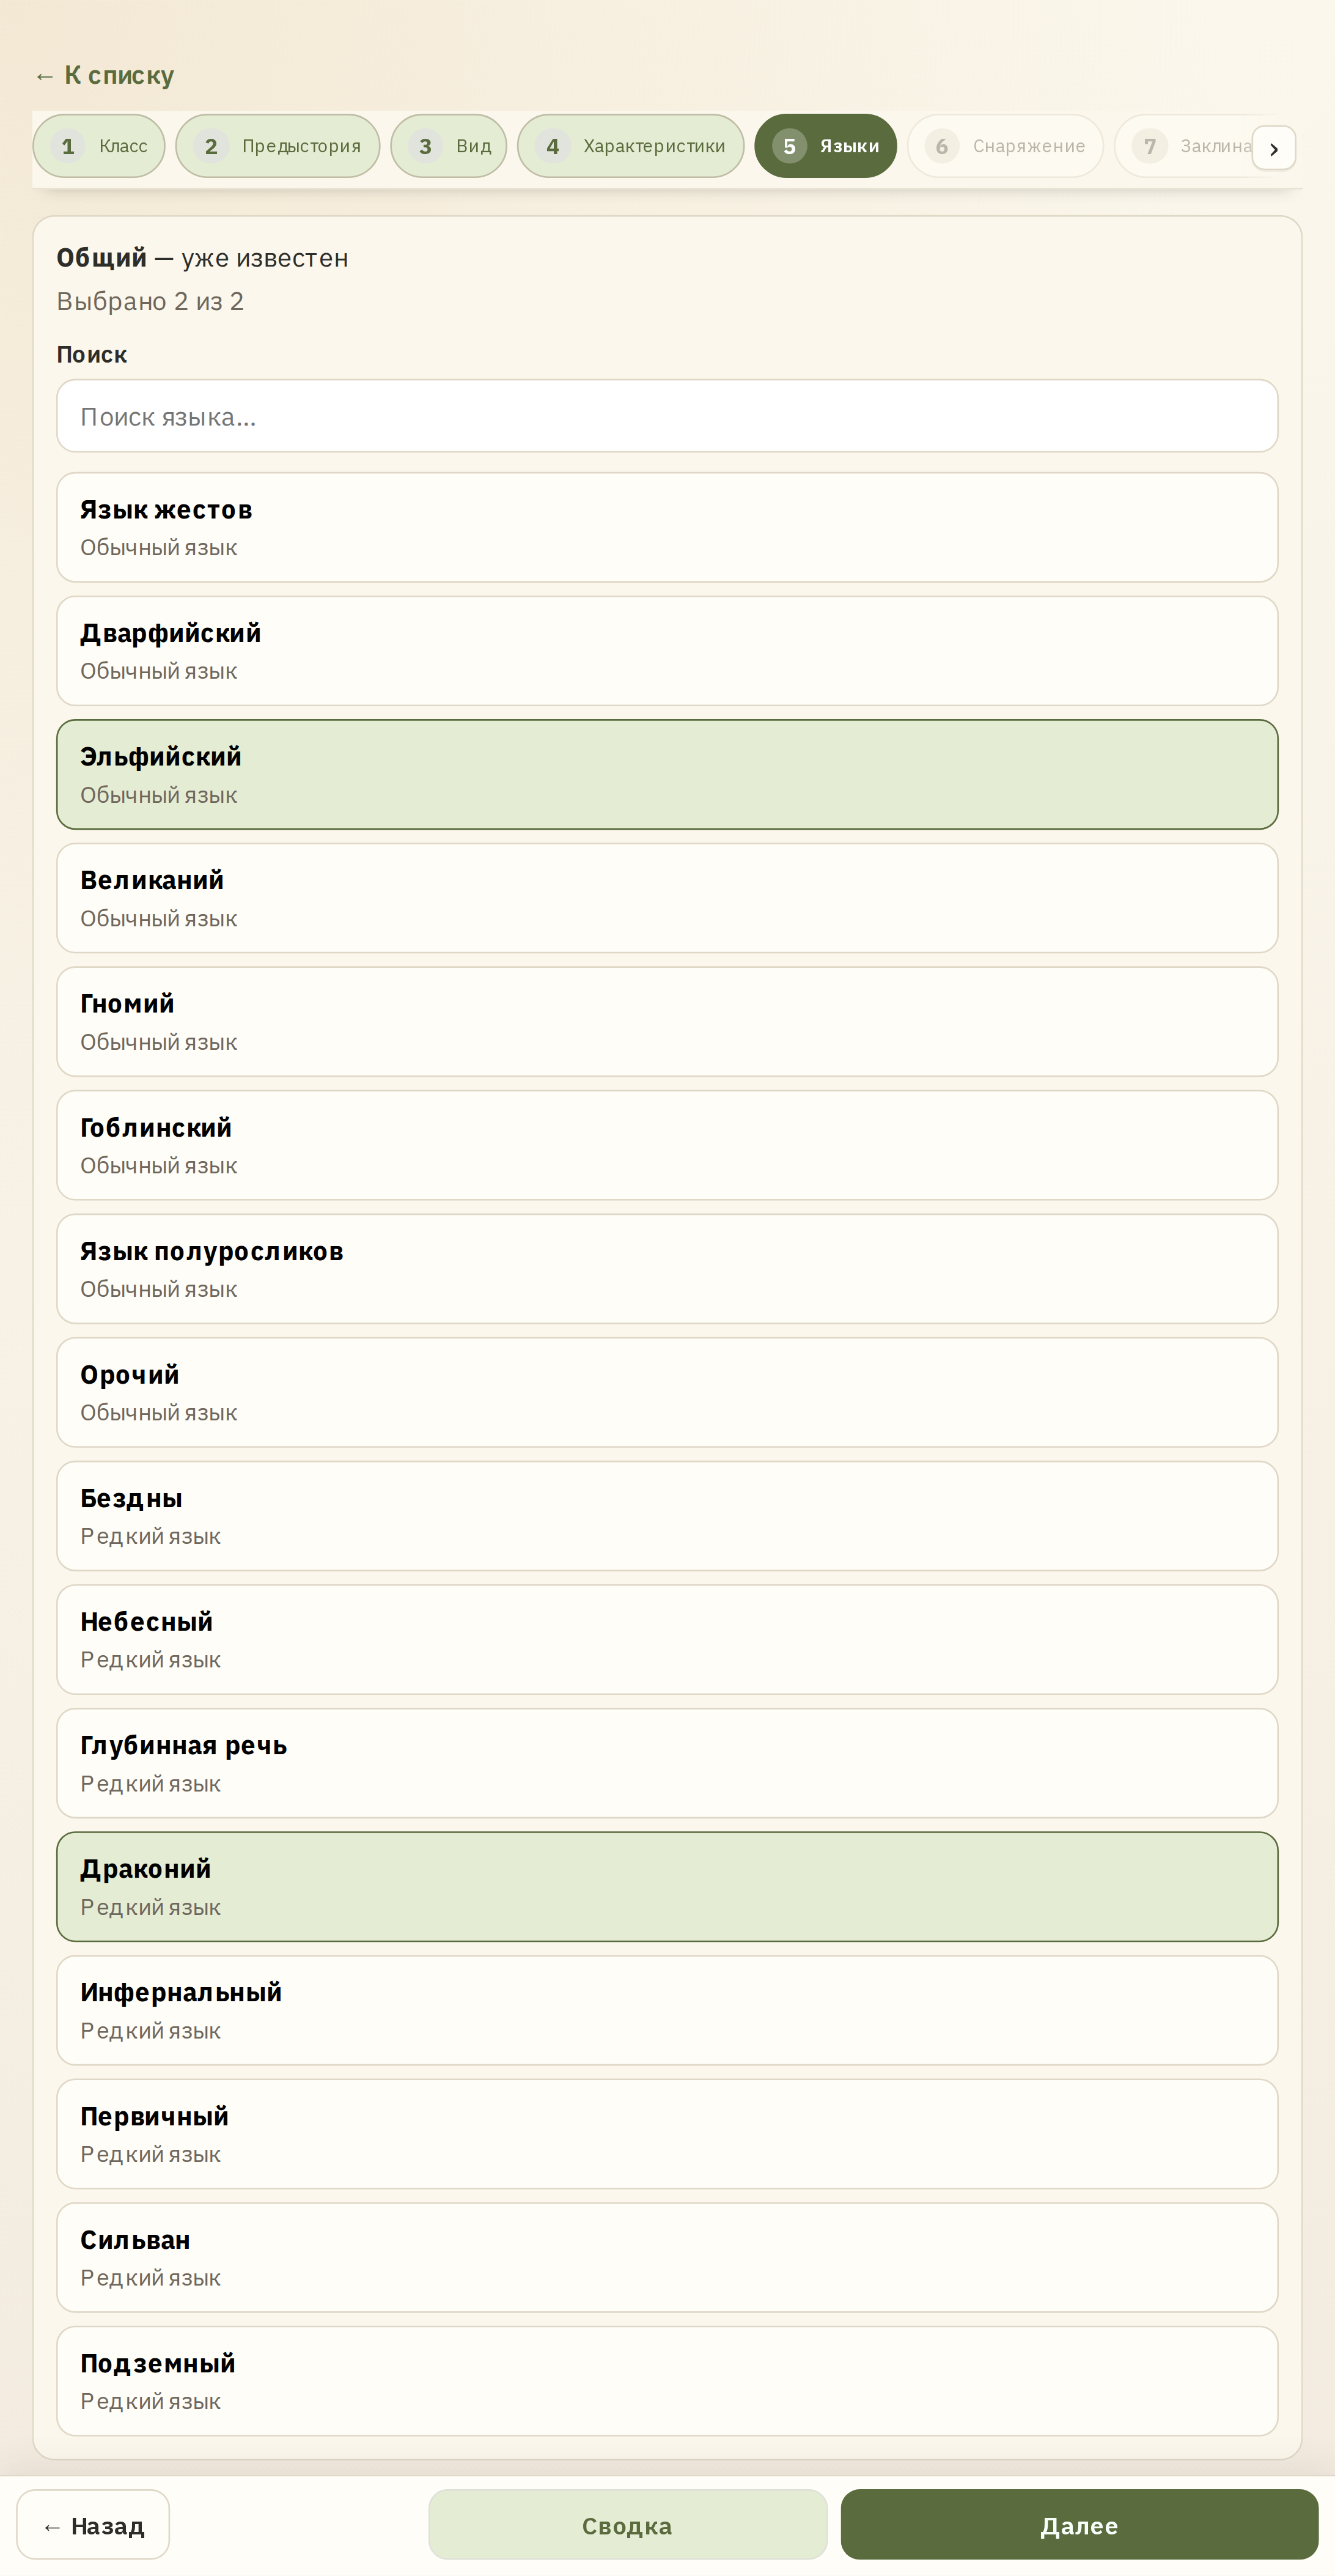 ← К списку
1 Класс 2 Предыстория 3 Вид 4 Характеристики 5 Языки 6 Снаряжение 7 Заклина ›
Общий — уже известен
Выбрано 2 из 2
Поиск
Поиск языка...
Язык жестов
Обычный язык
Дварфийский
Обычный язык
Эльфийский
Обычный язык
Великаний
Обычный язык
Гномий
Обычный язык
Гоблинский
Обычный язык
Язык полуросликов
Обычный язык
Орочий
Обычный язык
Бездны
Редкий язык
Небесный
Редкий язык
Глубинная речь
Редкий язык
Драконий
Редкий язык
Инфернальный
Редкий язык
Первичный
Редкий язык
Сильван
Редкий язык
Подземный
Редкий язык
← Назад Сводка Далее